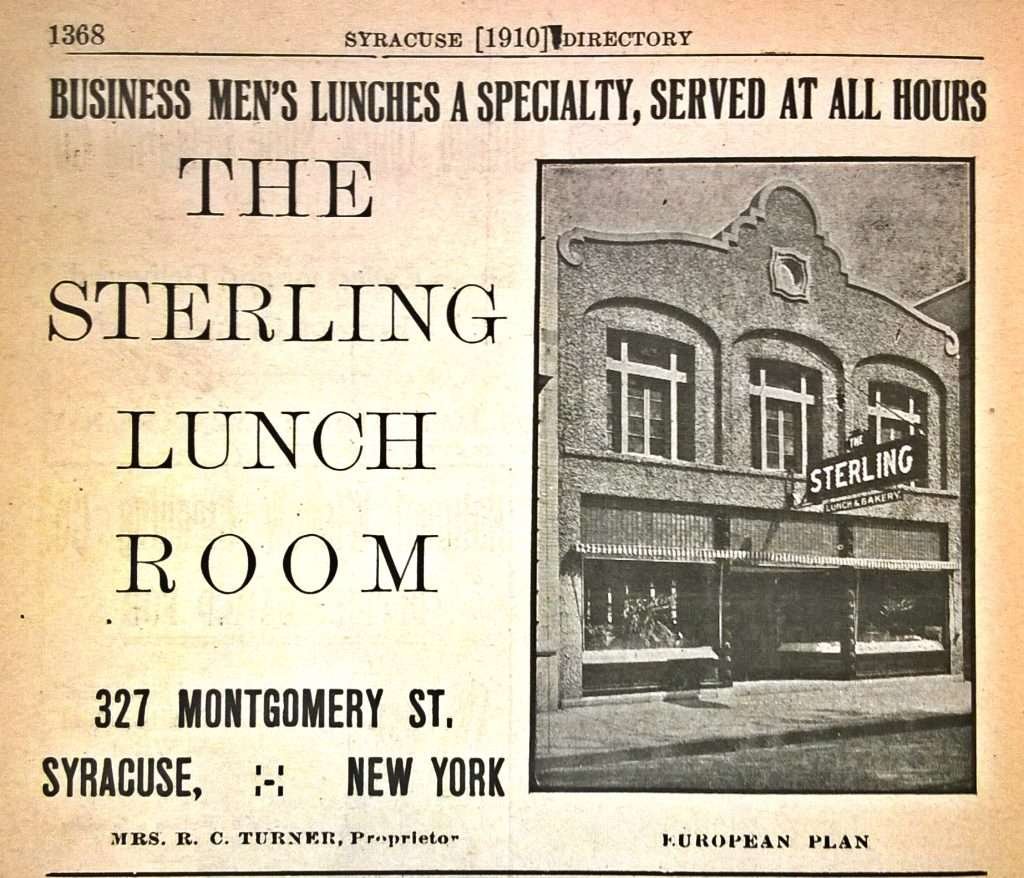 1368
SYRACUSE [1910] DIRECTORY
BUSINESS MEN'S LUNCHES A SPECIALTY, SERVED AT ALL HOURS
THE
STERLING
LUNCH
ROOM
327 MONTGOMERY ST.
SYRACUSE, :-: NEW YORK
MRS. R. C. TURNER, Proprietor
THE
STERLING
LUNCH & BAKERY.
EUROPEAN PLAN